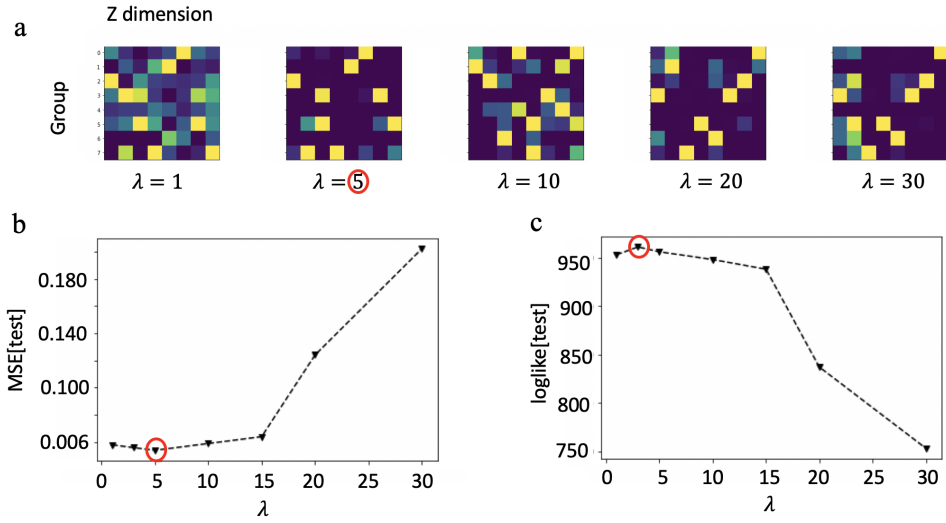 Z dimension
a
Group
0
1
2
3
4
5
6
7
λ = 1
λ = 5
λ = 10
λ = 20
λ = 30
b
MSE[test]
0.180
0.140
0.100
0.006
0 5 10 15 20 25 30
λ
c
loglike[test]
950
900
850
800
750
0 5 10 15 20 25 30
λ